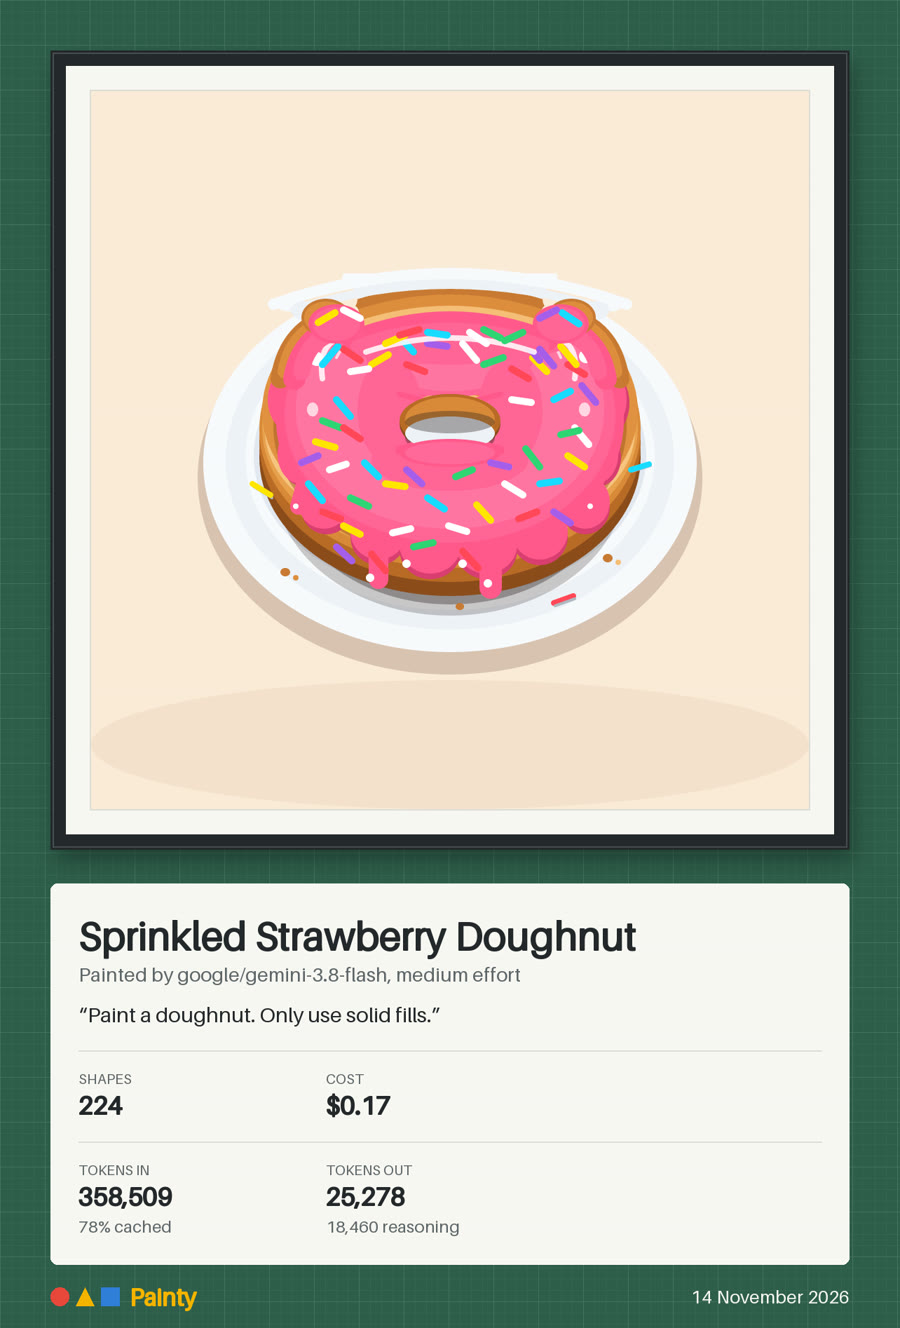 Sprinkled Strawberry Doughnut
Painted by google/gemini-3.8-flash, medium effort
“Paint a doughnut. Only use solid fills.”
SHAPES COST
224 $0.17
TOKENS IN TOKENS OUT
358,509 25,278
78% cached 18,460 reasoning
Painty 14 November 2026